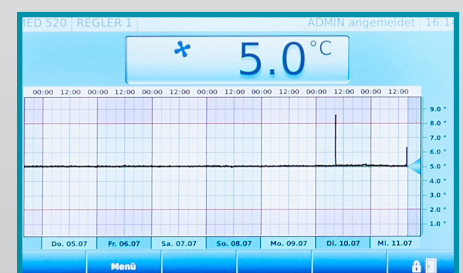 MED 520 | REGLER 1 ADMIN angemeldet 16:1
5.0 °C
00:00 12:00 00:00 12:00 00:00 12:00 00:00 12:00 00:00 12:00 00:00 12:00 00:00 12:00
9.0 °
8.0 °
7.0 °
6.0 °
5.0 °
4.0 °
3.0 °
2.0 °
1.0 °
Do. 05.07 Fr. 06.07 Sa. 07.07 So. 08.07 Mo. 09.07 Di. 10.07 Mi. 11.07
Menü